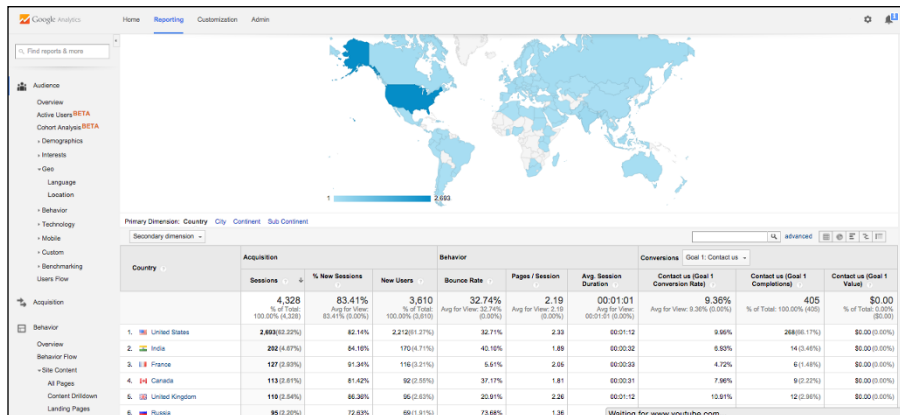 Google Analytics
Home Reporting Customization Admin
Find reports & more
Audience
Overview
Active Users BETA
Cohort Analysis BETA
Demographics
Interests
Geo
Language
Location
Behavior
Technology
Mobile
Custom
Benchmarking
Users Flow
Acquisition
Behavior
Overview
Behavior Flow
Site Content
All Pages
Content Drilldown
Landing Pages
1 2,693
Primary Dimension: Country City Continent Sub Continent
Secondary dimension
advanced
Country
Acquisition Behavior Conversions Goal 1: Contact us
Sessions % New Sessions New Users Bounce Rate Pages / Session Avg. Session Duration Contact us (Goal 1 Conversion Rate) Contact us (Goal 1 Completions) Contact us (Goal 1 Value)
4,328 83.41% 3,610 32.74% 2.19 00:01:01 9.36% 405 $0.00
% of Total: 100.00% (4,328) Avg for View: 83.41% (0.00%) % of Total: 100.00% (3,610) Avg for View: 32.74% (0.00%) Avg for View: 2.19 (0.00%) Avg for View: 00:01:01 (0.00%) Avg for View: 9.36% (0.00%) % of Total: 100.00% (405) % of Total: 0.00% ($0.00)
1. United States 2,693(62.22%) 82.14% 2,212(61.27%) 32.71% 2.33 00:01:12 9.95% 268(66.17%) $0.00(0.00%)
2. India 202(4.67%) 84.16% 170(4.71%) 40.10% 1.89 00:00:32 6.93% 14(3.46%) $0.00(0.00%)
3. France 127(2.93%) 91.34% 116(3.21%) 5.51% 2.05 00:00:33 4.72% 6(1.48%) $0.00(0.00%)
4. Canada 113(2.61%) 81.42% 92(2.55%) 37.17% 1.81 00:00:31 7.96% 9(2.22%) $0.00(0.00%)
5. United Kingdom 110(2.54%) 86.36% 95(2.63%) 20.91% 2.26 00:01:12 10.91% 12(2.96%) $0.00(0.00%)
6. Russia 95(2.20%) 72.63% 69(1.91%) 73.68% 1.36
Waiting for www.youtube.com